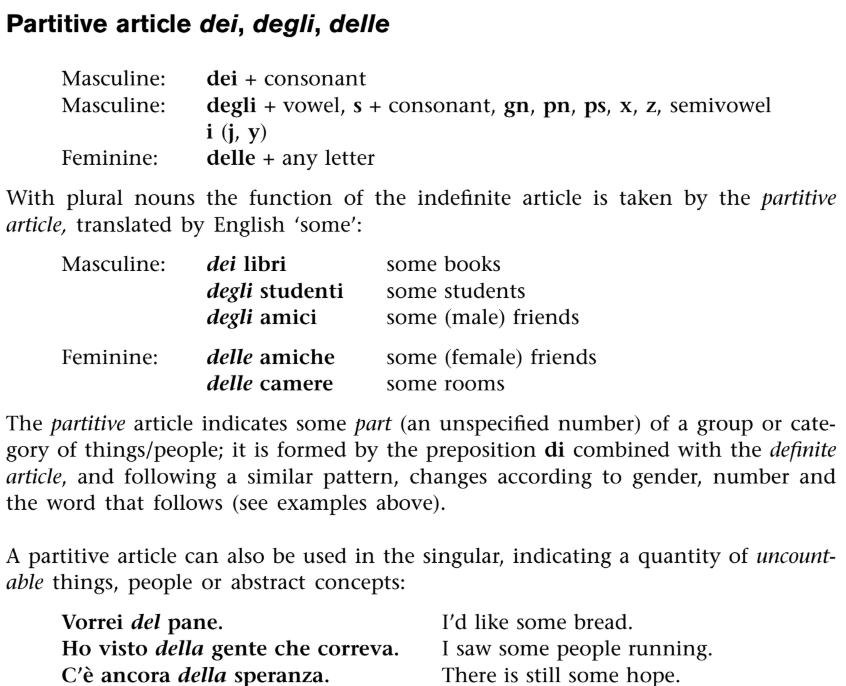 Partitive article dei, degli, delle
Masculine: dei + consonant
Masculine: degli + vowel, s + consonant, gn, pn, ps, x, z, semivowel
i (j, y)
Feminine: delle + any letter
With plural nouns the function of the indefinite article is taken by the partitive
article, translated by English ‘some’:
Masculine: dei libri some books
degli studenti some students
degli amici some (male) friends
Feminine: delle amiche some (female) friends
delle camere some rooms
The partitive article indicates some part (an unspecified number) of a group or cate-
gory of things/people; it is formed by the preposition di combined with the definite
article, and following a similar pattern, changes according to gender, number and
the word that follows (see examples above).
A partitive article can also be used in the singular, indicating a quantity of uncount-
able things, people or abstract concepts:
Vorrei del pane. I’d like some bread.
Ho visto della gente che correva. I saw some people running.
C’è ancora della speranza. There is still some hope.